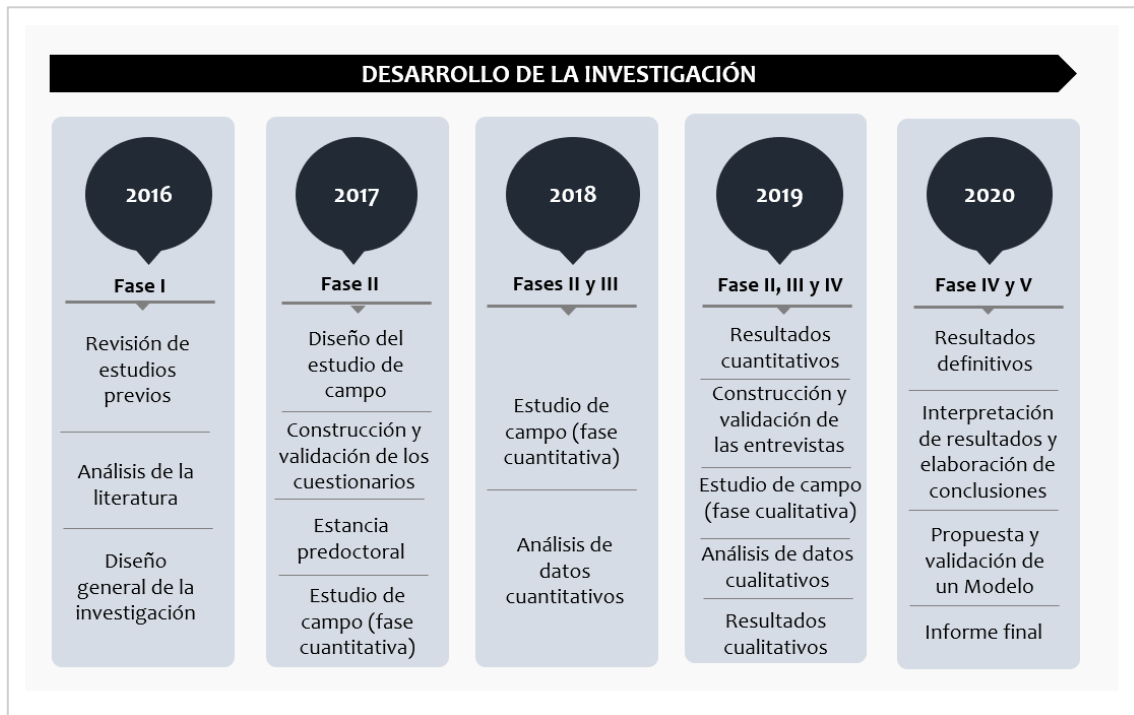 DESARROLLO DE LA INVESTIGACIÓN
2016
Fase I
Revisión de
estudios
previos
Análisis de la
literatura
Diseño
general de la
investigación
2017
Fase II
Diseño del
estudio de
campo
Construcción y
validación de los
cuestionarios
Estancia
predoctoral
Estudio de
campo (fase
cuantitativa)
2018
Fases II y III
Estudio de
campo (fase
cuantitativa)
Análisis de
datos
cuantitativos
2019
Fase II, III y IV
Resultados
cuantitativos
Construcción y
validación de
las entrevistas
Estudio de campo
(fase cualitativa)
Análisis de datos
cualitativos
Resultados
cualitativos
2020
Fase IV y V
Resultados
definitivos
Interpretación
de resultados y
elaboración de
conclusiones
Propuesta y
validación de
un Modelo
Informe final